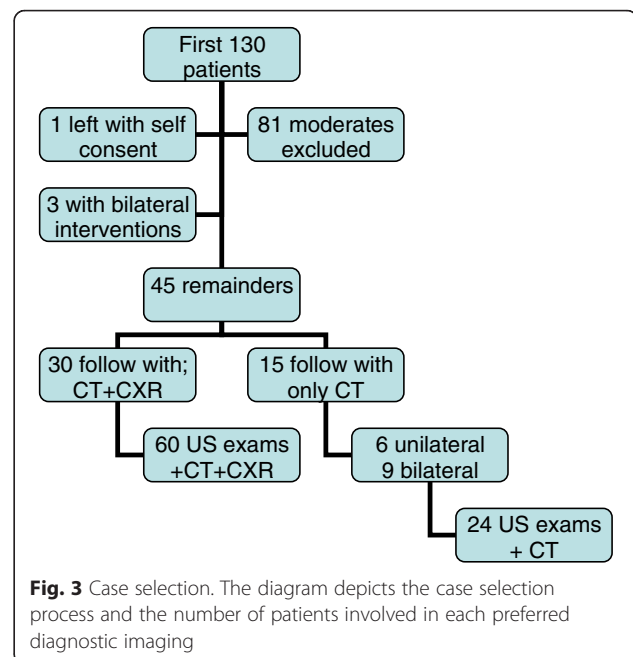 First 130
patients
1 left with self
consent
81 moderates
excluded
3 with bilateral
interventions
45 remainders
30 follow with;
CT+CXR
15 follow with
only CT
60 US exams
+CT+CXR
6 unilateral
9 bilateral
24 US exams
+ CT
Fig. 3 Case selection. The diagram depicts the case selection
process and the number of patients involved in each preferred
diagnostic imaging